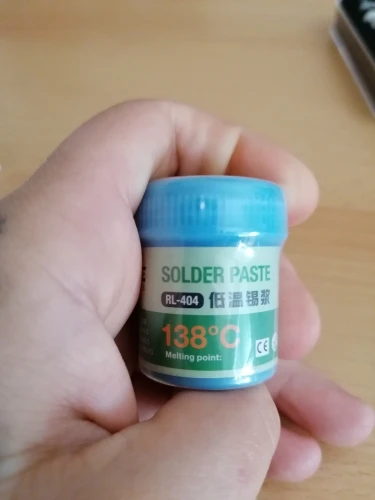 SOLDER PASTE
RL-404 低温锡浆
138°C
Melting point:
CE